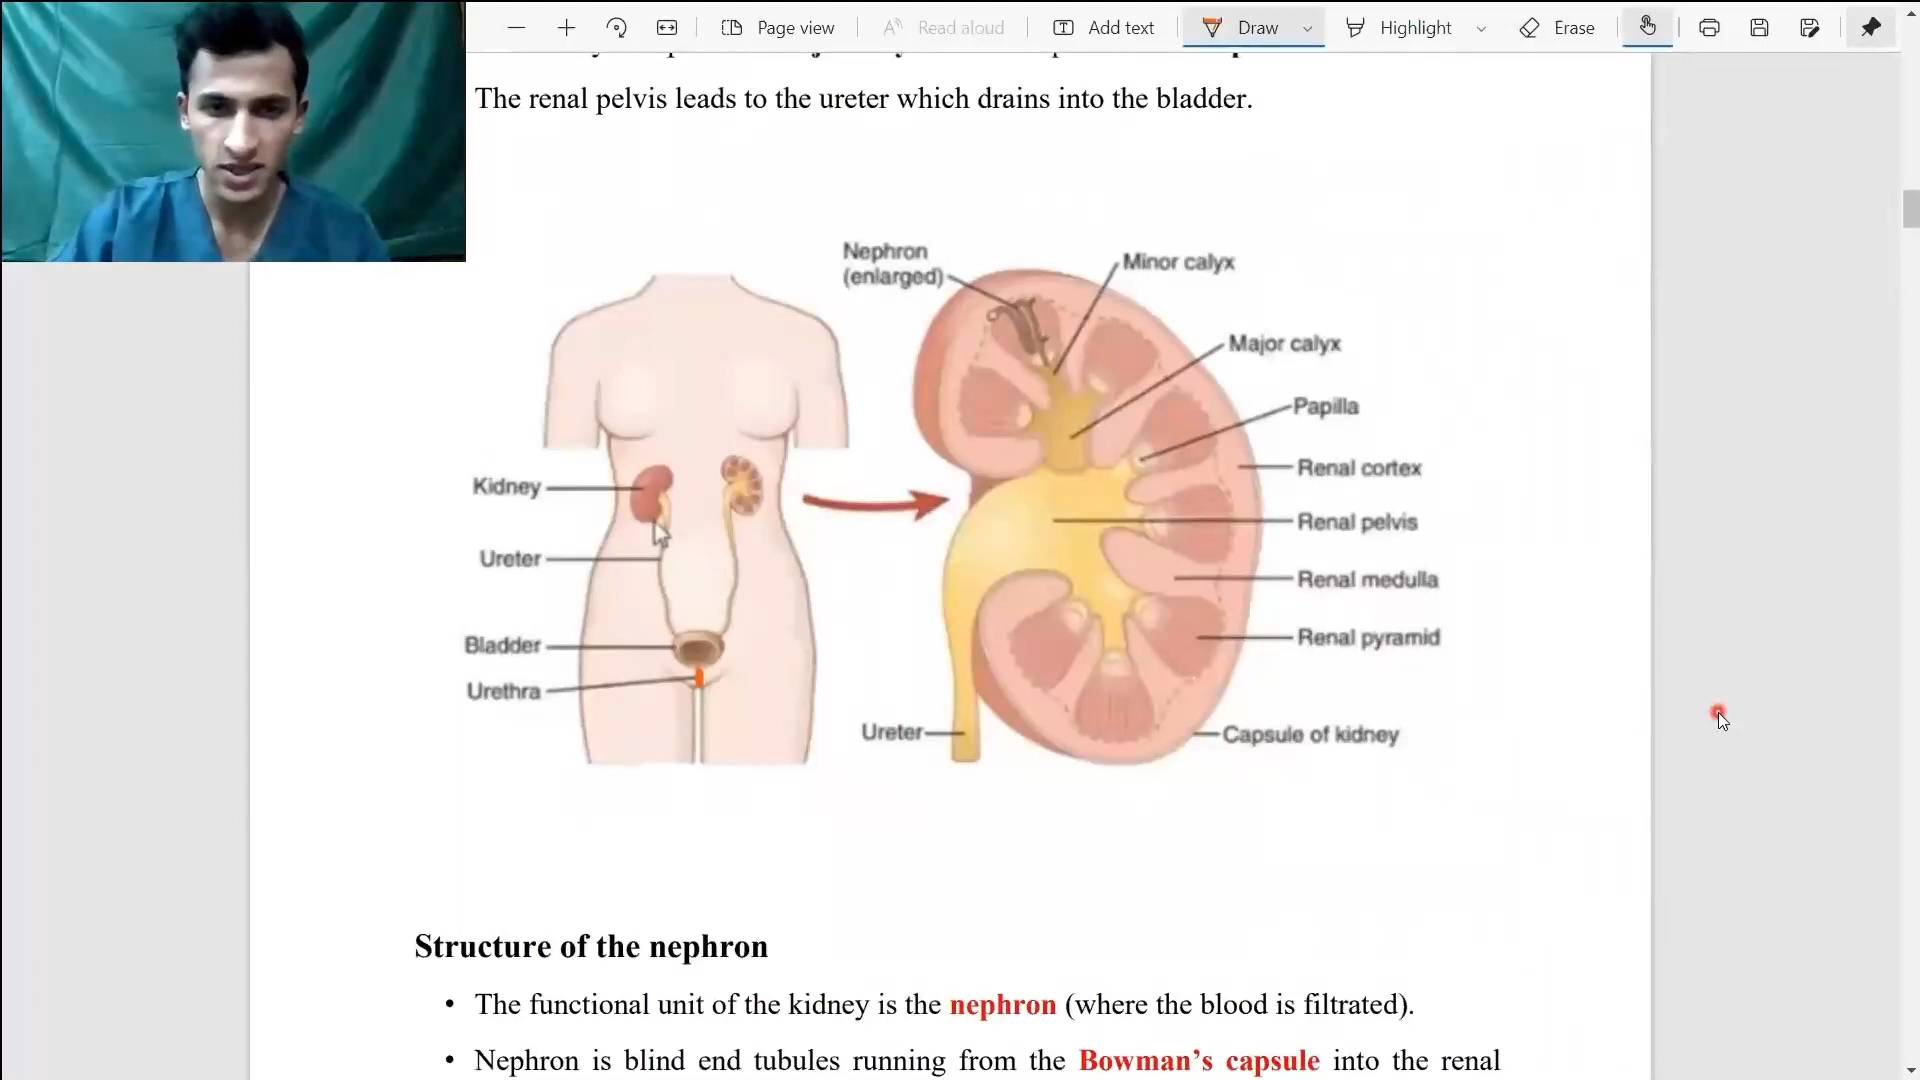 Page view
Read aloud
Add text
Draw
Highlight
Erase
The renal pelvis leads to the ureter which drains into the bladder.
Nephron
(enlarged)
Minor calyx
Major calyx
Papilla
Kidney
Renal cortex
Renal pelvis
Ureter
Renal medulla
Bladder
Renal pyramid
Urethra
Ureter
Capsule of kidney
Structure of the nephron
• The functional unit of the kidney is the nephron (where the blood is filtrated).
• Nephron is blind end tubules running from the Bowman’s capsule into the renal